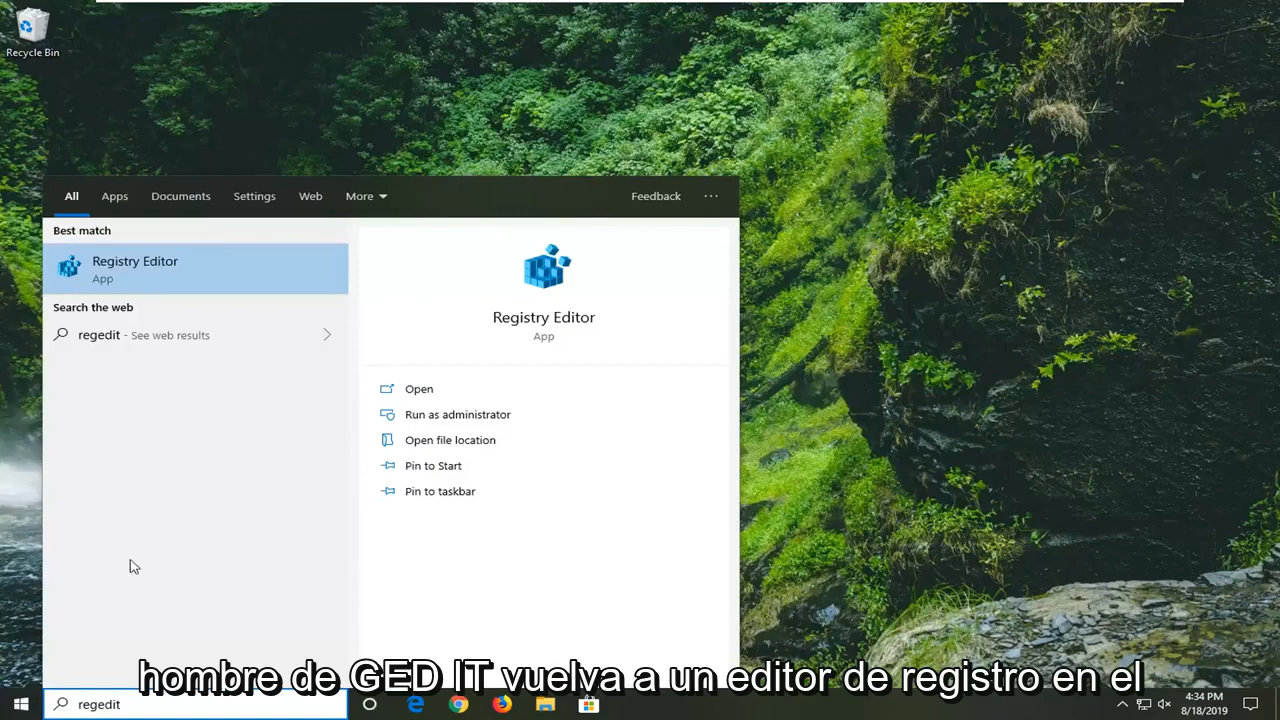 Recycle Bin
All Apps Documents Settings Web More Feedback ···
Best match
Registry Editor
App
Search the web
regedit - See web results
Registry Editor
App
Open
Run as administrator
Open file location
Pin to Start
Pin to taskbar
hombre de GED IT vuelva a un editor de registro en el
regedit
4:34 PM
8/18/2019